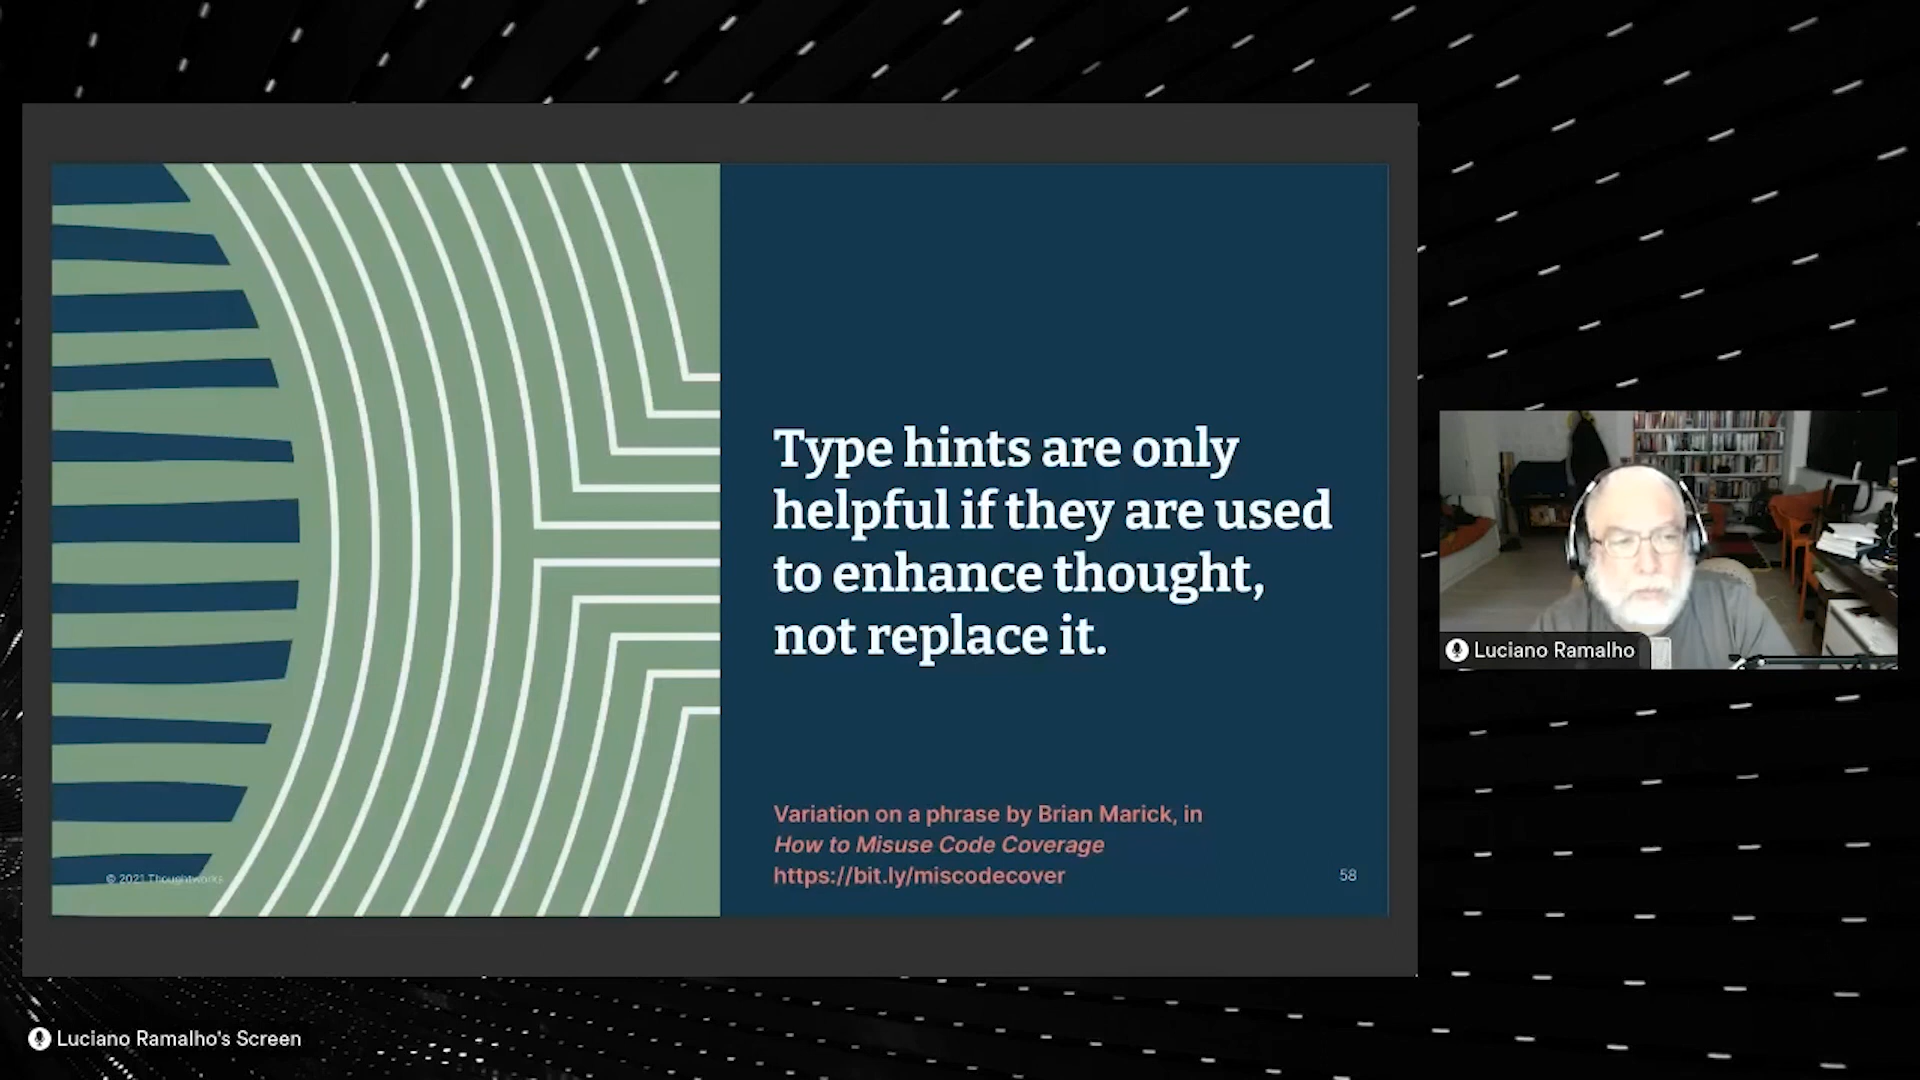 Type hints are only
helpful if they are used
to enhance thought,
not replace it.
Variation on a phrase by Brian Marick, in
How to Misuse Code Coverage
https://bit.ly/miscodecover
© 2021 Thoughtworks
58
Luciano Ramalho
Luciano Ramalho's Screen